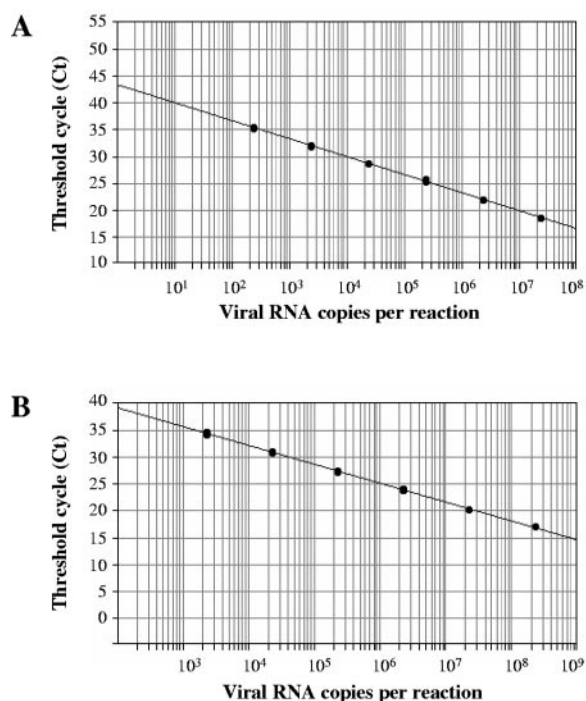 A
Threshold cycle (Ct)
55
50
45
40
35
30
25
20
15
10
10¹ 10² 10³ 10⁴ 10⁵ 10⁶ 10⁷ 10⁸
Viral RNA copies per reaction
B
Threshold cycle (Ct)
40
35
30
25
20
15
5
5
0
10³ 10⁴ 10⁵ 10⁶ 10⁷ 10⁸ 10⁹
Viral RNA copies per reaction